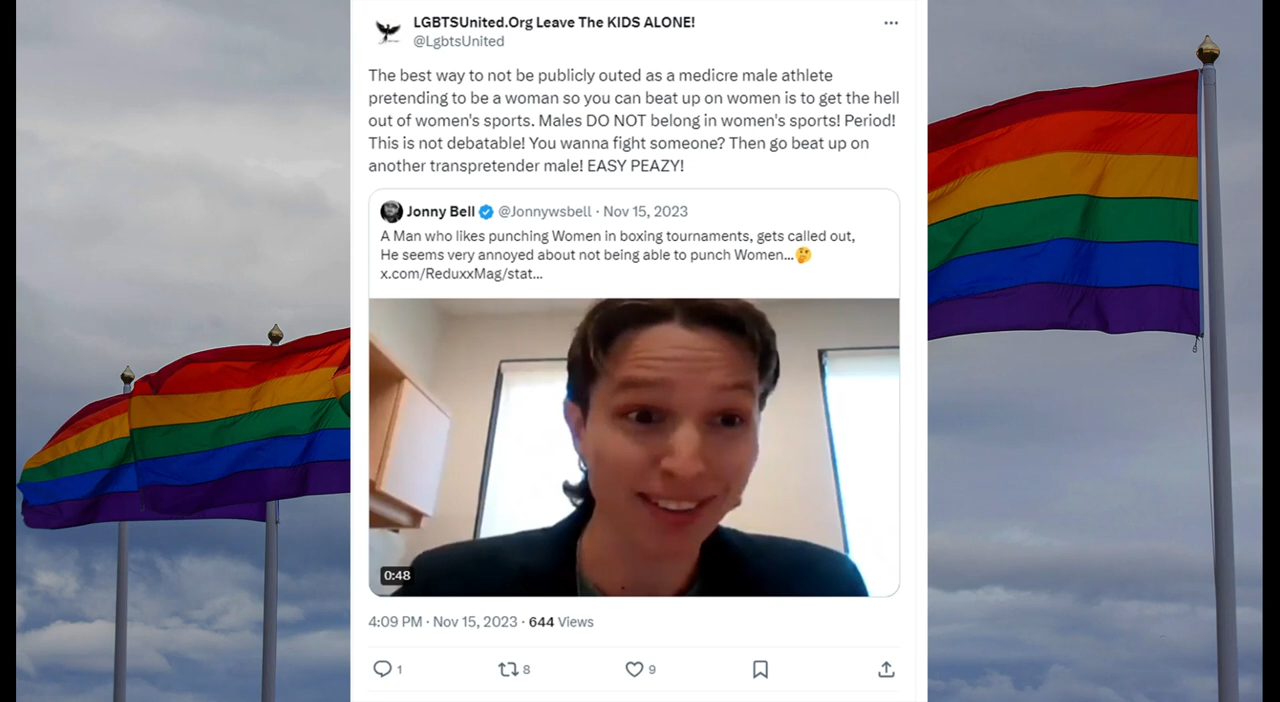 LGBTSUnited.Org Leave The KIDS ALONE!
@LgbtsUnited
The best way to not be publicly outed as a medicre male athlete
pretending to be a woman so you can beat up on women is to get the hell
out of women's sports. Males DO NOT belong in women's sports! Period!
This is not debatable! You wanna fight someone? Then go beat up on
another transpretender male! EASY PEAZY!
Jonny Bell @Jonnywsbell · Nov 15, 2023
A Man who likes punching Women in boxing tournaments, gets called out,
He seems very annoyed about not being able to punch Women...🤔
x.com/ReduxxMag/stat...
0:48
4:09 PM · Nov 15, 2023 · 644 Views
1 8 9